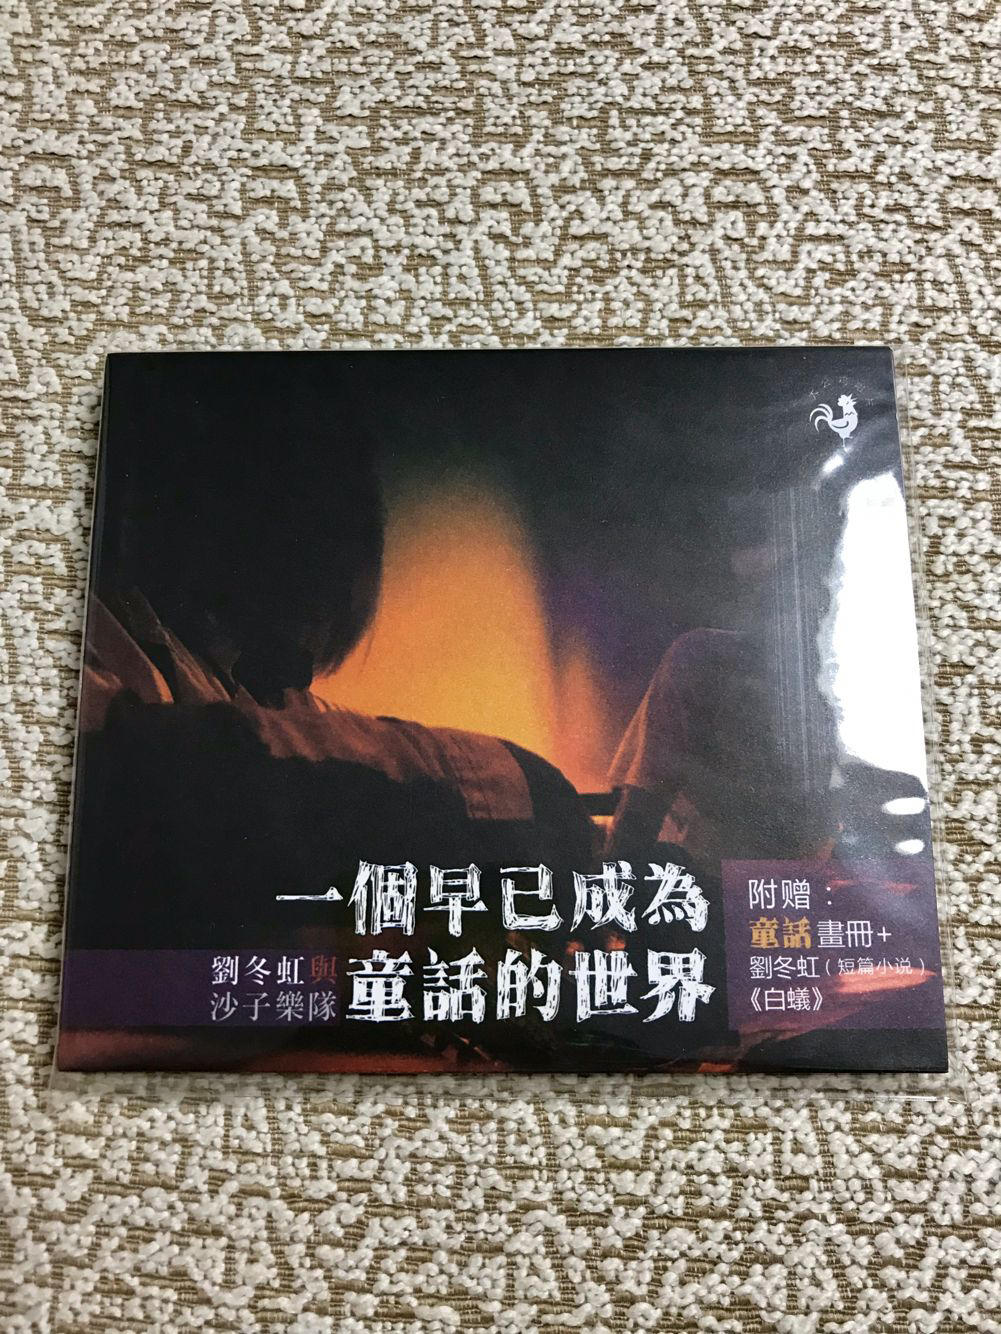 一個早已成為
童話的世界
劉冬虹與
沙子樂隊
附赠：
童話畫冊+
劉冬虹（短篇小说）
《白蟻》